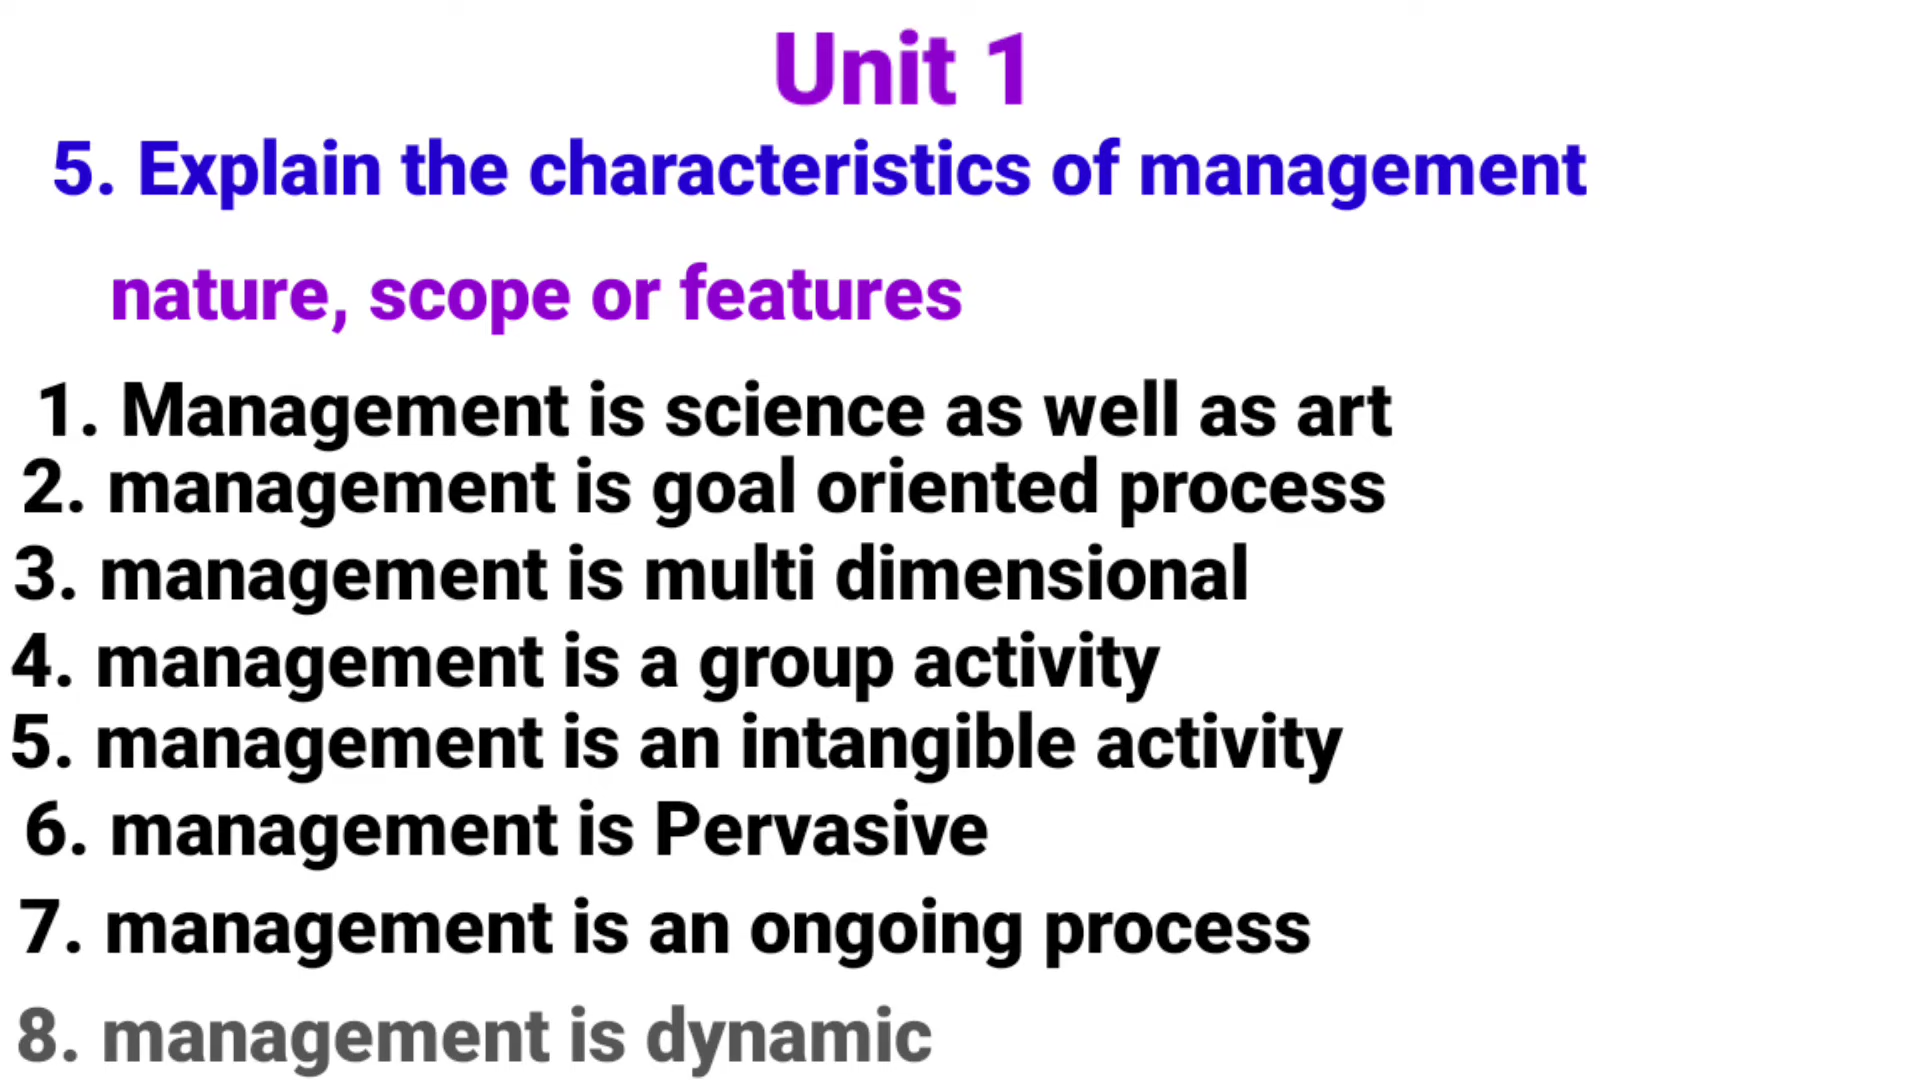 Unit 1
5. Explain the characteristics of management
nature, scope or features
1. Management is science as well as art
2. management is goal oriented process
3. management is multi dimensional
4. management is a group activity
5. management is an intangible activity
6. management is Pervasive
7. management is an ongoing process
8. management is dynamic